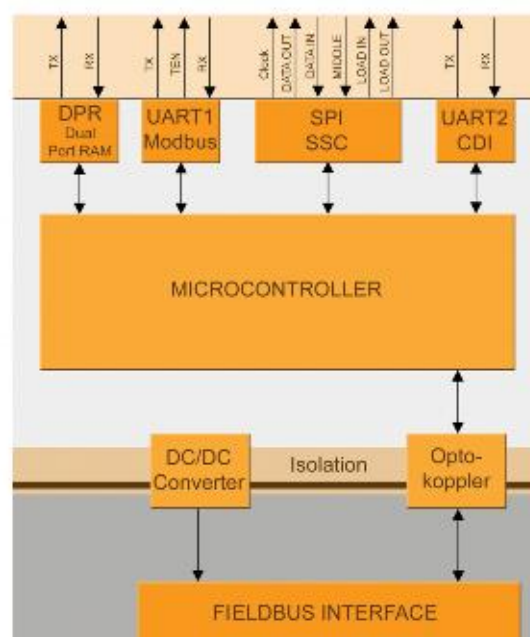 TX
RX
TX
TEN
RX
Clock
DATA OUT
DATA IN
MIDDLE
LOAD IN
LOAD OUT
TX
RX
DPR
Dual
Port RAM
UART1
Modbus
SPI
SSC
UART2
CDI
MICROCONTROLLER
DC/DC
Converter
Isolation
Opto-
koppler
FIELDBUS INTERFACE